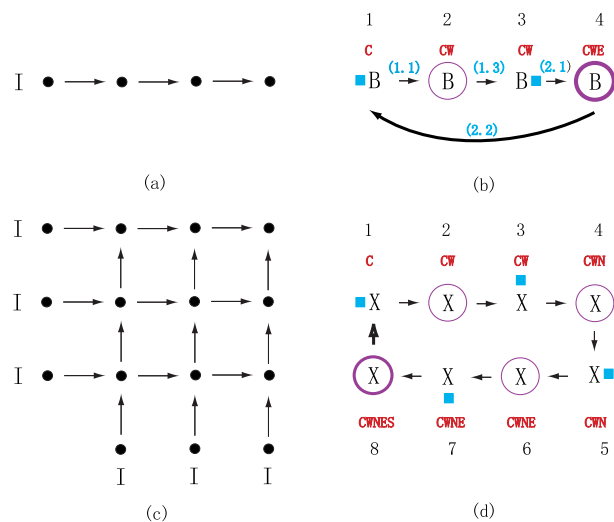 I
(a)
1 2 3 4
C CW CW CWE
B (1.1) B (1.3) B (2.1) B
(2.2)
(b)
I
I
I
I I I
(c)
1 2 3 4
C CW CW CWN
X X X X
X X X X
CWNES CWNE CWNE CWN
8 7 6 5
(d)